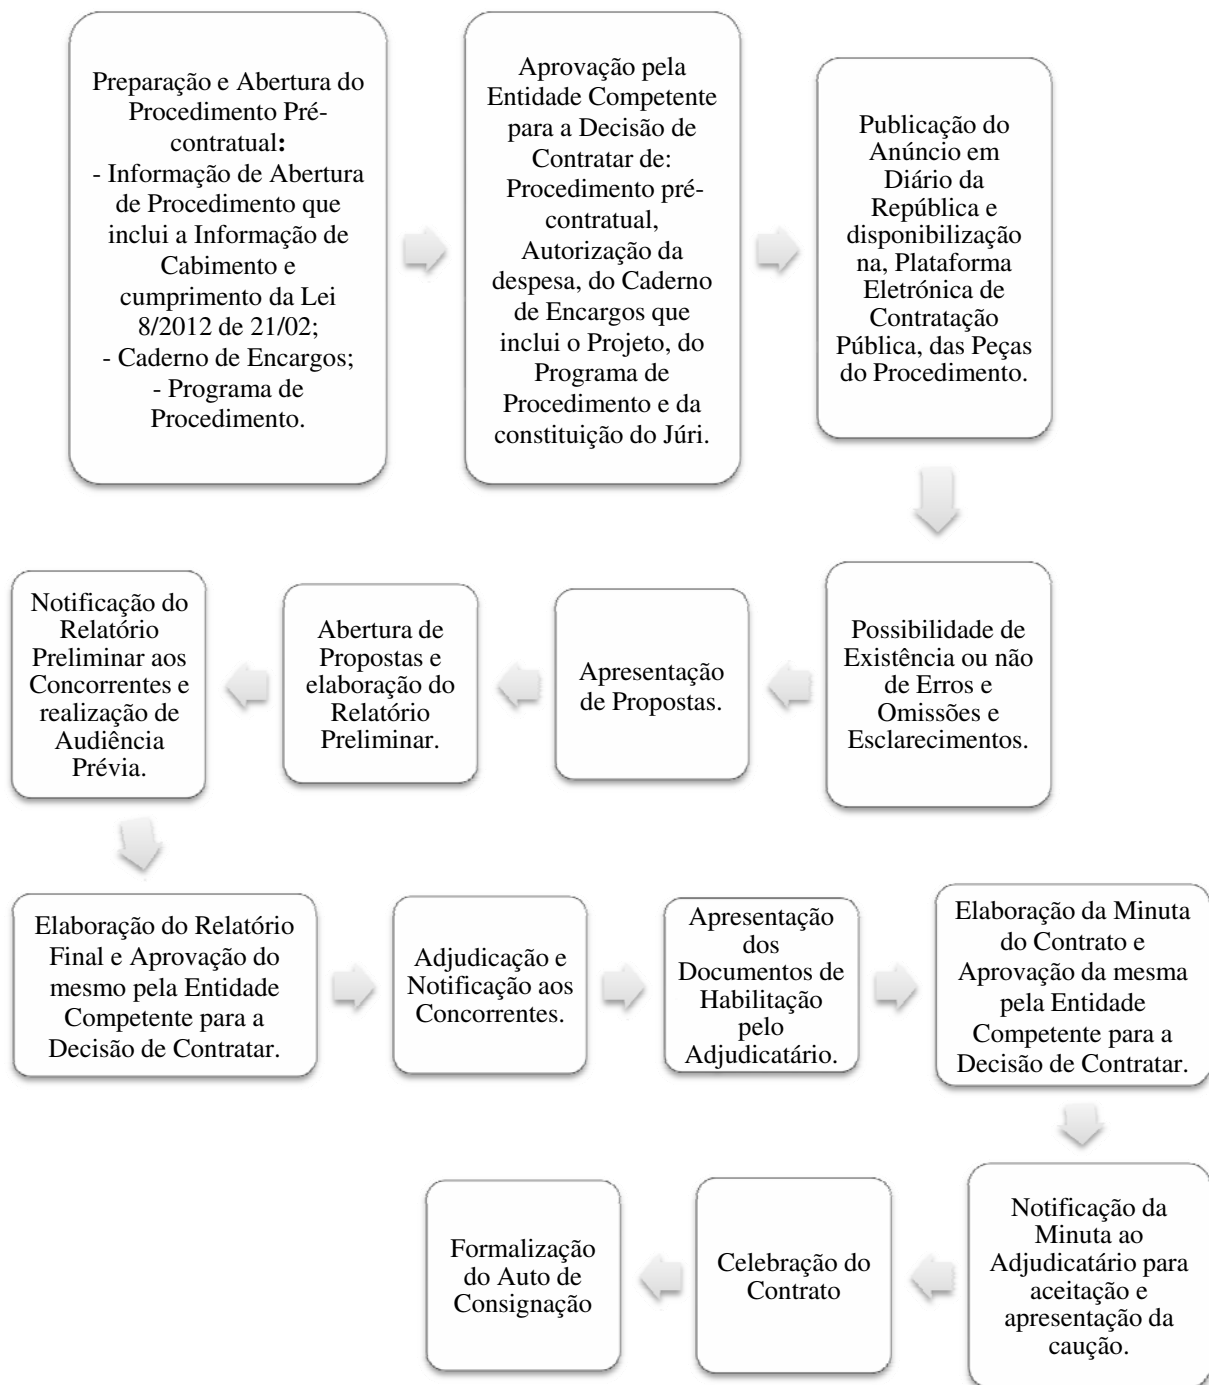 Preparação e Abertura do
Procedimento Pré-
contratual:
- Informação de Abertura
de Procedimento que
inclui a Informação de
Cabimento e
cumprimento da Lei
8/2012 de 21/02;
- Caderno de Encargos;
- Programa de
Procedimento.
Aprovação pela
Entidade Competente
para a Decisão de
Contratar de:
Procedimento pré-
contratual,
Autorização da
despesa, do Caderno
de Encargos que
inclui o Projeto, do
Programa de
Procedimento e da
constituição do Júri.
Publicação do
Anúncio em
Diário da
República e
disponibilização
na, Plataforma
Eletrónica de
Contratação
Pública, das Peças
do Procedimento.
Possibilidade de
Existência ou não
de Erros e
Omissões e
Esclarecimentos.
Apresentação
de Propostas.
Abertura de
Propostas e
elaboração do
Relatório
Preliminar.
Notificação do
Relatório
Preliminar aos
Concorrentes e
realização de
Audiência
Prévia.
Elaboração do Relatório
Final e Aprovação do
mesmo pela Entidade
Competente para a
Decisão de Contratar.
Adjudicação e
Notificação aos
Concorrentes.
Apresentação
dos
Documentos de
Habilitação
pelo
Adjudicatário.
Elaboração da Minuta
do Contrato e
Aprovação da mesma
pela Entidade
Competente para a
Decisão de Contratar.
Notificação da
Minuta ao
Adjudicatário para
aceitação e
apresentação da
caução.
Celebração do
Contrato
Formalização
do Auto de
Consignação